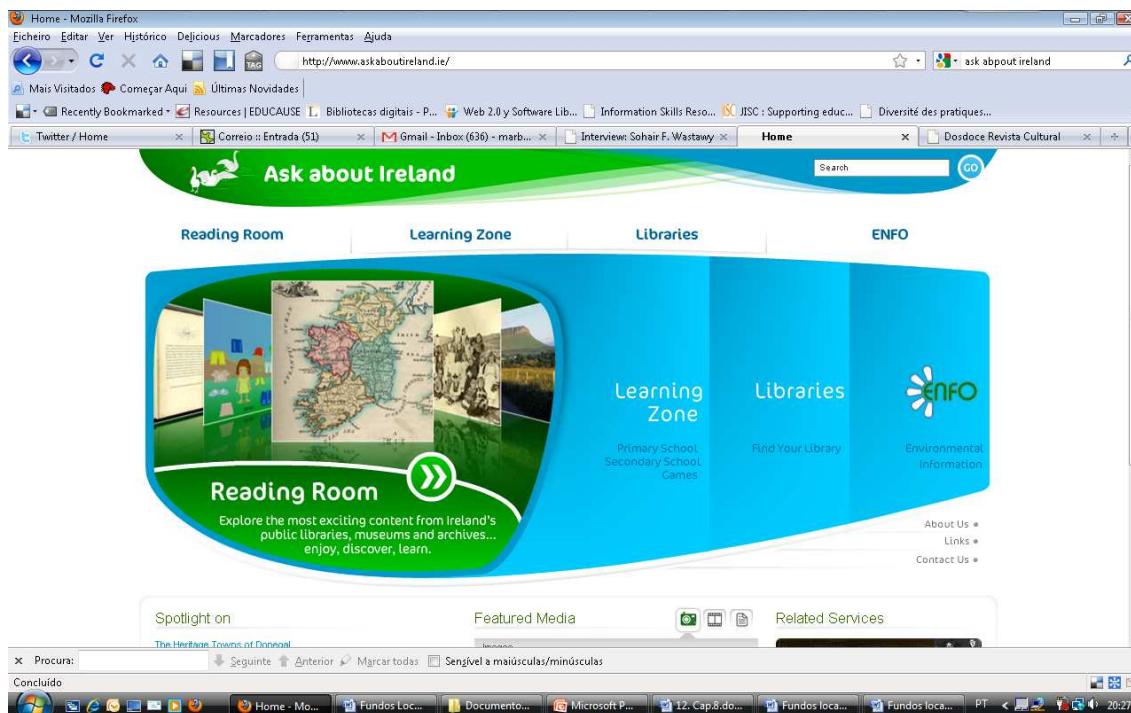 Home - Mozilla Firefox
Ficheiro Editar Ver Histórico Delicious Marcadores Ferramentas Ajuda
TAG http://www.askaboutireland.ie/ ask abpout ireland
Mais Visitados Começar Aqui Últimas Novidades
Recently Bookmarked Resources | EDUCAUSE Bibliotecas digitais - P... Web 2.0 y Software Lib... Information Skills Reso... JISC : Supporting educ... Diversité des pratiques...
Twitter / Home Correio :: Entrada (51) Gmail - Inbox (636) - marb... Interview: Sohair F. Wastawy Home Dosdoce Revista Cultural
Ask about Ireland Search GO
Reading Room Learning Zone Libraries ENFO
Learning
Zone
Primary School
Secondary School
Games
Libraries
Find Your Library
ENFO
Environmental
Information
Reading Room
Explore the most exciting content from Ireland's
public libraries, museums and archives...
enjoy, discover, learn.
About Us
Links
Contact Us
Spotlight on Featured Media Related Services
The Heritage Towns of Donegal Images
Procura: Seguinte Anterior Marcar todas Sensível a maiúsculas/minúsculas
Concluído
Home - Mo... Fundos Loc... Documento... Microsoft P... 12. Cap.8.do... Fundos loca... Fundos loca... PT 20:27